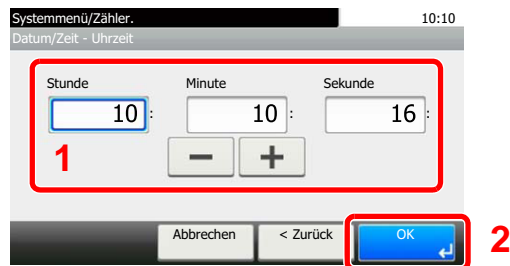 Systemmenü/Zähler. 10:10
Datum/Zeit - Uhrzeit
Stunde Minute Sekunde
10 : 10 : 16 :
1 − +
Abbrechen < Zurück OK 2